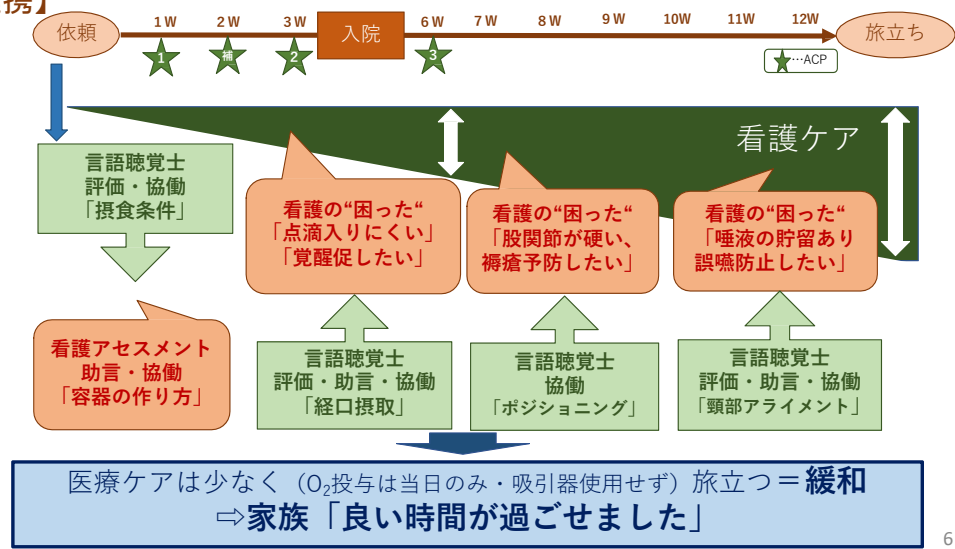 携】
依頼
1W
2W
3W
入院
6W
7W
8W
9W
10W
11W
12W
旅立ち
1
補
2
3
★…ACP
看護ケア
言語聴覚士
評価・協働
「摂食条件」
看護の“困った“
「点滴入りにくい」
「覚醒促したい」
看護の“困った“
「股関節が硬い、
褥瘡予防したい」
看護の“困った“
「唾液の貯留あり
誤嚥防止したい」
看護アセスメント
助言・協働
「容器の作り方」
言語聴覚士
評価・助言・協働
「経口摂取」
言語聴覚士
協働
「ポジショニング」
言語聴覚士
評価・助言・協働
「頸部アライメント」
医療ケアは少なく（O₂投与は当日のみ・吸引器使用せず）旅立つ＝緩和
⇨家族「良い時間が過ごせました」
6